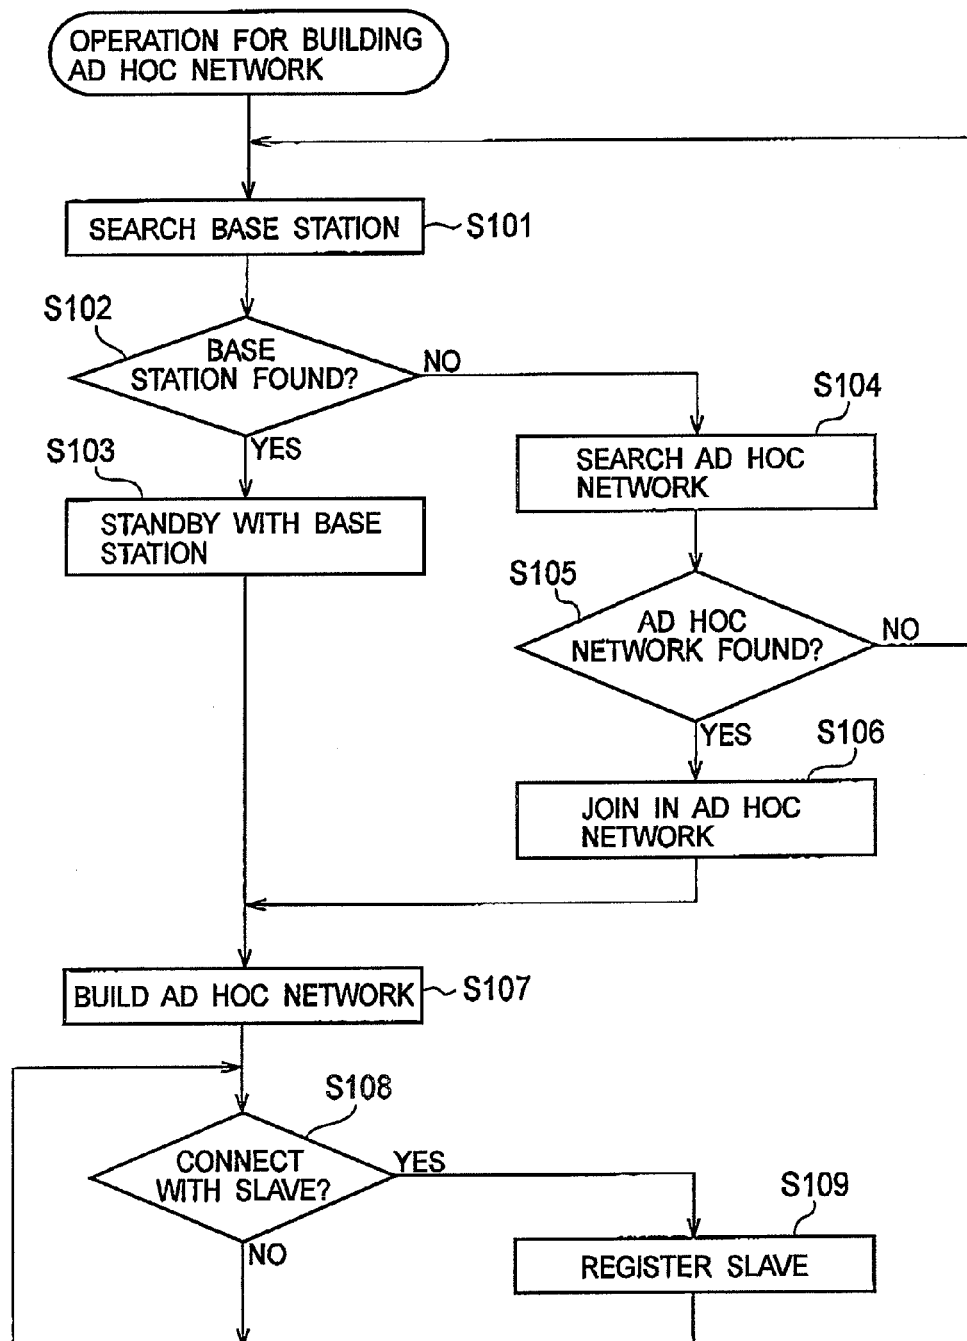 OPERATION FOR BUILDING
AD HOC NETWORK
SEARCH BASE STATION
S101
S102
BASE
STATION FOUND?
NO
YES
S103
STANDBY WITH BASE
STATION
S104
SEARCH AD HOC
NETWORK
S105
AD HOC
NETWORK FOUND?
NO
YES
S106
JOIN IN AD HOC
NETWORK
BUILD AD HOC NETWORK
S107
S108
CONNECT
WITH SLAVE?
YES
NO
S109
REGISTER SLAVE